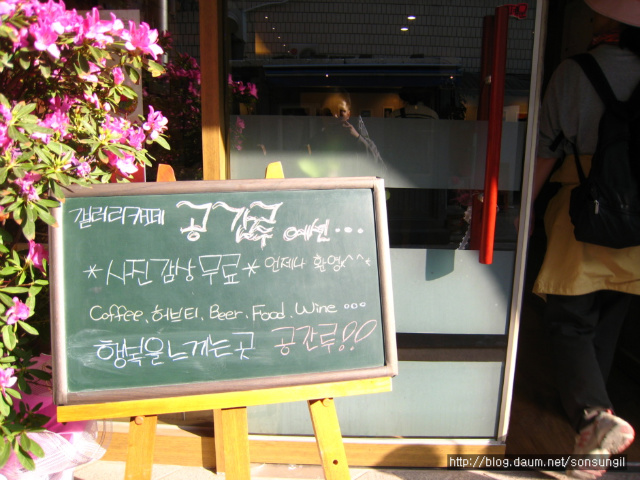 갤러리카페 공간루 에선...
*사진감상무료* 언제나 환영^^*
Coffee. 허브티. Beer. Food. Wine ...
행복을느끼는곳 공간루!!
http://blog.daum.net/sonsungil